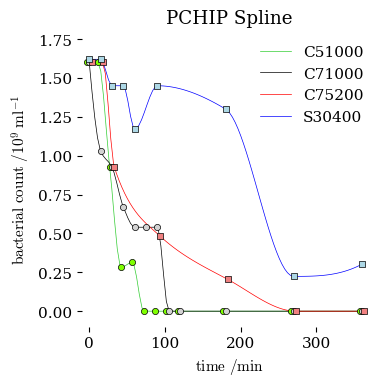 PCHIP Spline
1.75
1.50
1.25
1.00
0.75
0.50
0.25
0.00
bacterial count /10⁹ ml⁻¹
C51000
C71000
C75200
S30400
0 100 200 300
time /min